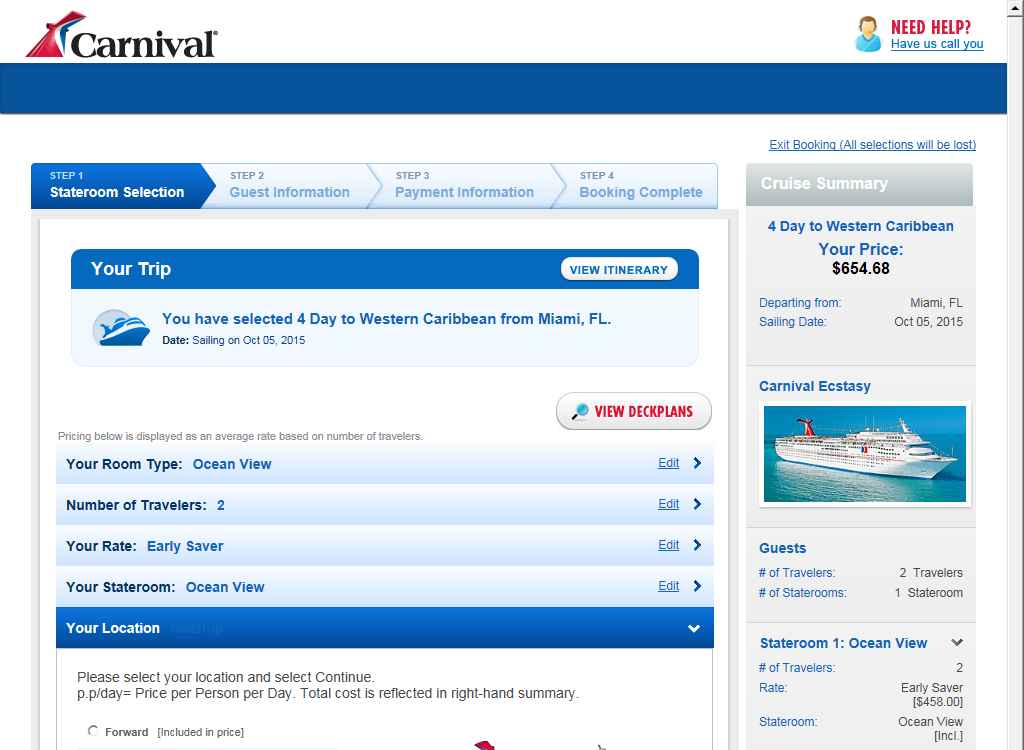 Carnival®
NEED HELP?
Have us call you
Exit Booking (All selections will be lost)
STEP 1
Stateroom Selection
STEP 2
Guest Information
STEP 3
Payment Information
STEP 4
Booking Complete
Your Trip
VIEW ITINERARY
You have selected 4 Day to Western Caribbean from Miami, FL.
Date: Sailing on Oct 05, 2015
VIEW DECKPLANS
Pricing below is displayed as an average rate based on number of travelers.
Your Room Type: Ocean View Edit
Number of Travelers: 2 Edit
Your Rate: Early Saver Edit
Your Stateroom: Ocean View Edit
Your Location
Please select your location and select Continue.
p.p/day= Price per Person per Day. Total cost is reflected in right-hand summary.
Forward [Included in price]
Cruise Summary
4 Day to Western Caribbean
Your Price:
$654.68
Departing from: Miami, FL
Sailing Date: Oct 05, 2015
Carnival Ecstasy
Guests
# of Travelers: 2 Travelers
# of Staterooms: 1 Stateroom
Stateroom 1: Ocean View
# of Travelers: 2
Rate: Early Saver
[$458.00]
Stateroom: Ocean View
[Incl.]